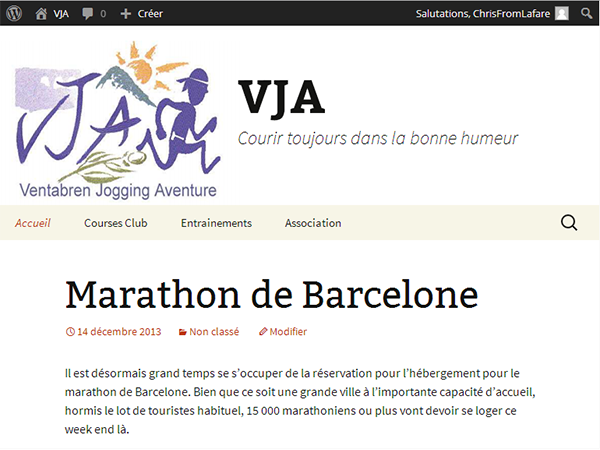 VJA 0 Créer Salutations, ChrisFromLafare
VJA
VJA
Courir toujours dans la bonne humeur
Ventabren Jogging Aventure
Accueil Courses Club Entrainements Association
Marathon de Barcelone
14 décembre 2013 Non classé Modifier
Il est désormais grand temps se s’occuper de la réservation pour l’hébergement pour le
marathon de Barcelone. Bien que ce soit une grande ville à l’importante capacité d’accueil,
hormis le lot de touristes habituel, 15 000 marathoniens ou plus vont devoir se loger ce
week end là.